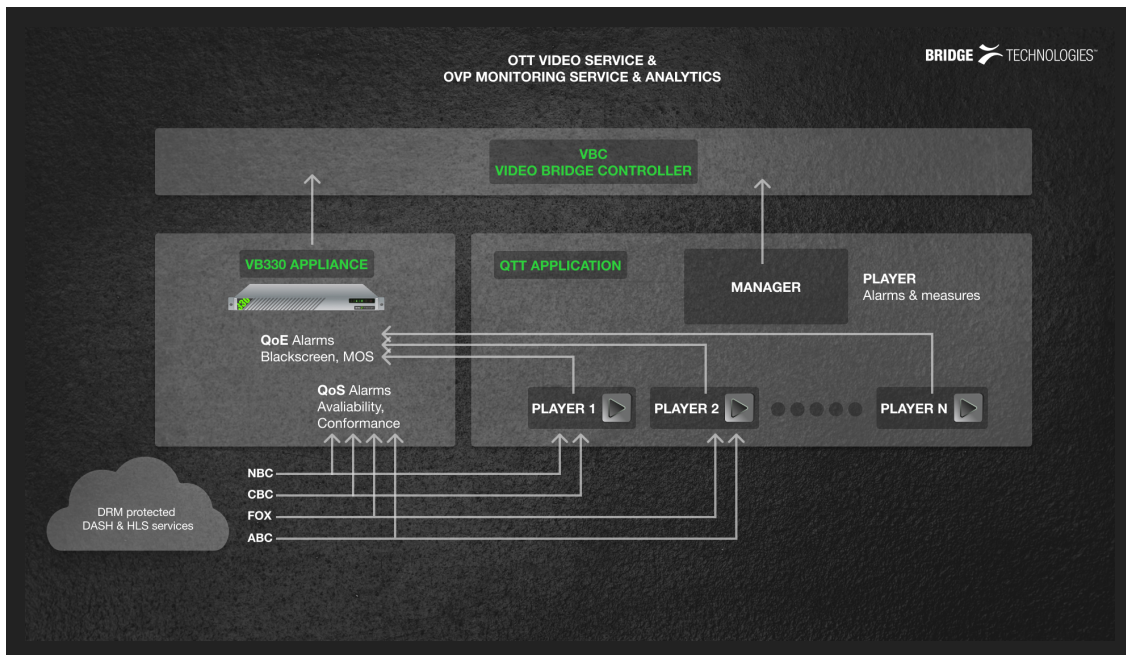 OTT VIDEO SERVICE &
OVP MONITORING SERVICE & ANALYTICS
BRIDGE TECHNOLOGIES™
VBC
VIDEO BRIDGE CONTROLLER
VB330 APPLIANCE
QoE Alarms
Blackscreen, MOS
QoS Alarms
Avaliability,
Conformance
QTT APPLICATION
MANAGER
PLAYER
Alarms & measures
PLAYER 1
PLAYER 2
PLAYER N
DRM protected
DASH & HLS services
NBC
CBC
FOX
ABC